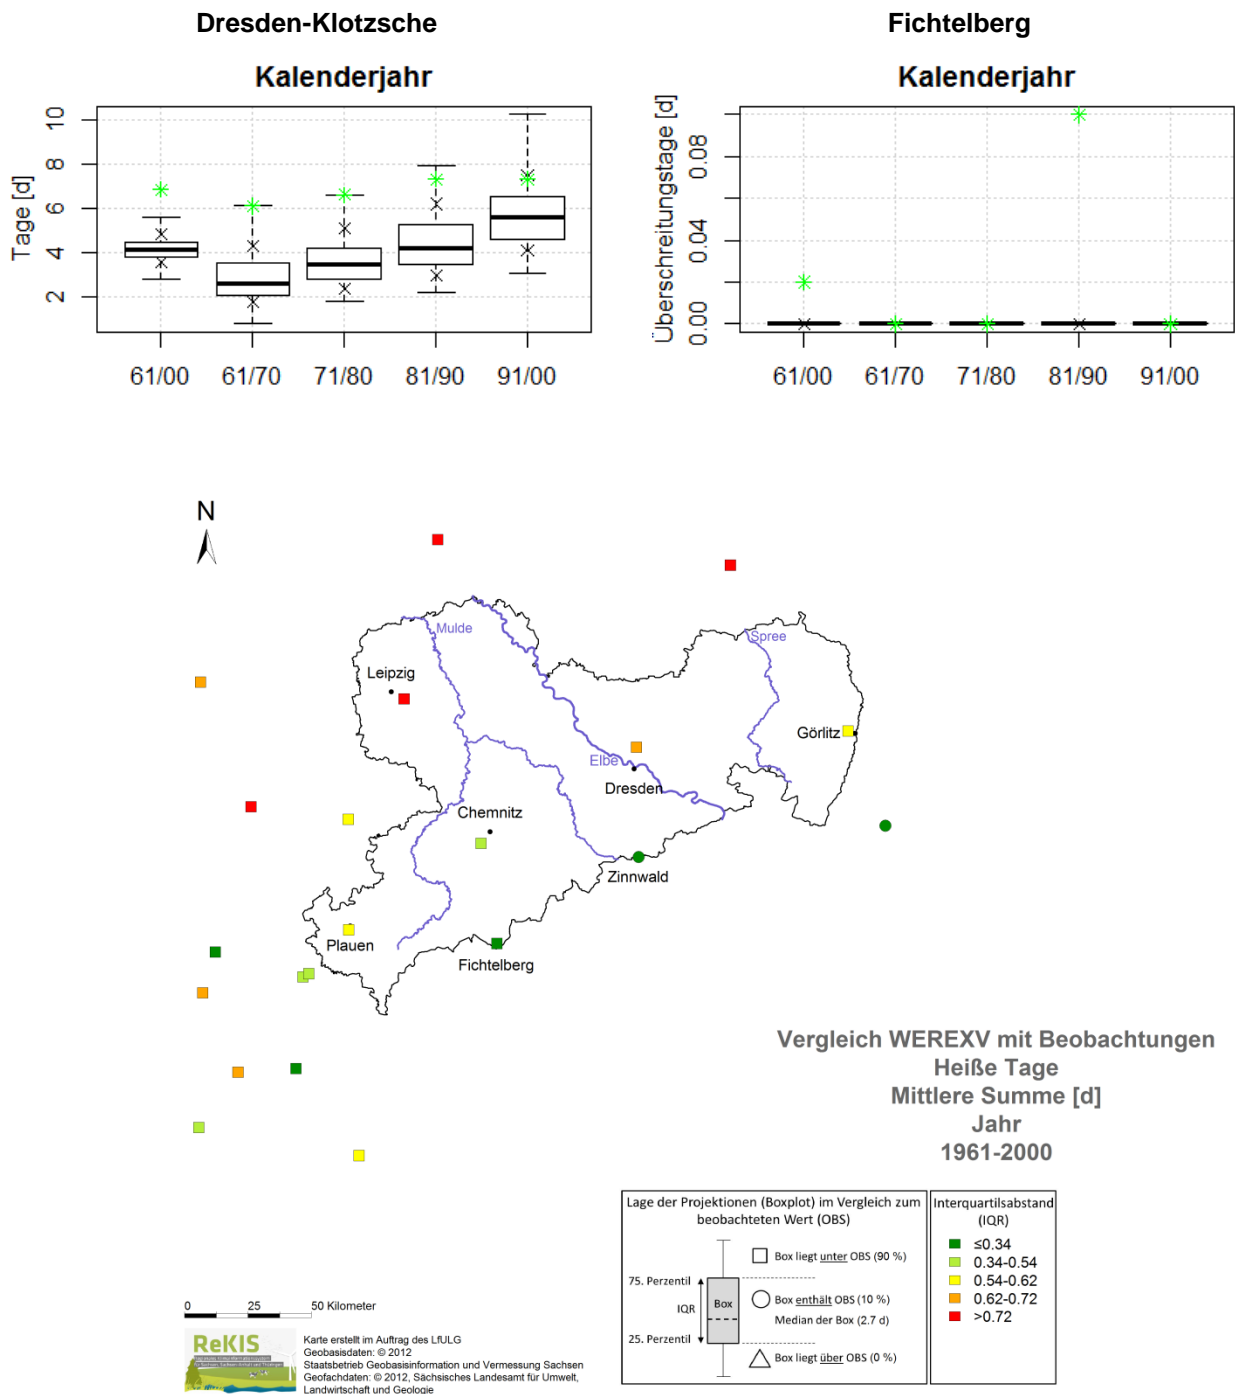 Dresden-Klotzsche
Fichtelberg
Kalenderjahr
Kalenderjahr
Tage [d]
10
8
6
4
2
61/00 61/70 71/80 81/90 91/00
Überschreitungstage [d]
0.08
0.04
0.00
61/00 61/70 71/80 81/90 91/00
N
Mulde
Spree
Leipzig
Görlitz
Elbe
Dresden
Chemnitz
Zinnwald
Plauen
Fichtelberg
Vergleich WEREXV mit Beobachtungen
Heiße Tage
Mittlere Summe [d]
Jahr
1961-2000
Lage der Projektionen (Boxplot) im Vergleich zum
beobachteten Wert (OBS)
Box liegt unter OBS (90 %)
75. Perzentil
IQR
Box
Box enthält OBS (10 %)
Median der Box (2.7 d)
25. Perzentil
Box liegt über OBS (0 %)
Interquartilsabstand
(IQR)
≤0.34
0.34-0.54
0.54-0.62
0.62-0.72
>0.72
0 25 50 Kilometer
ReKIS
Karte erstellt im Auftrag des LfULG
Geobasisdaten: © 2012
Staatsbetrieb Geobasisinformation und Vermessung Sachsen
Geofachdaten: © 2012, Sächsisches Landesamt für Umwelt,
Landwirtschaft und Geologie